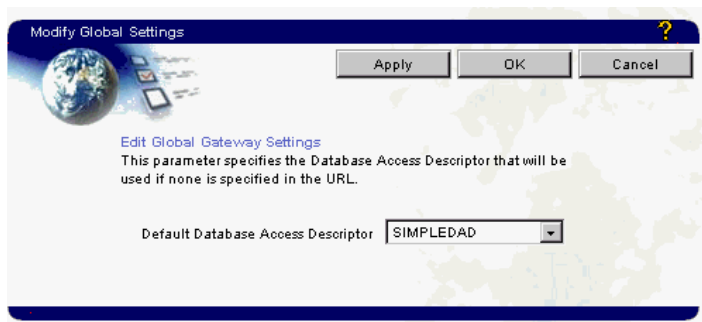 Modify Global Settings
?
Apply
OK
Cancel
Edit Global Gateway Settings
This parameter specifies the Database Access Descriptor that will be
used if none is specified in the URL.
Default Database Access Descriptor
SIMPLEDAD